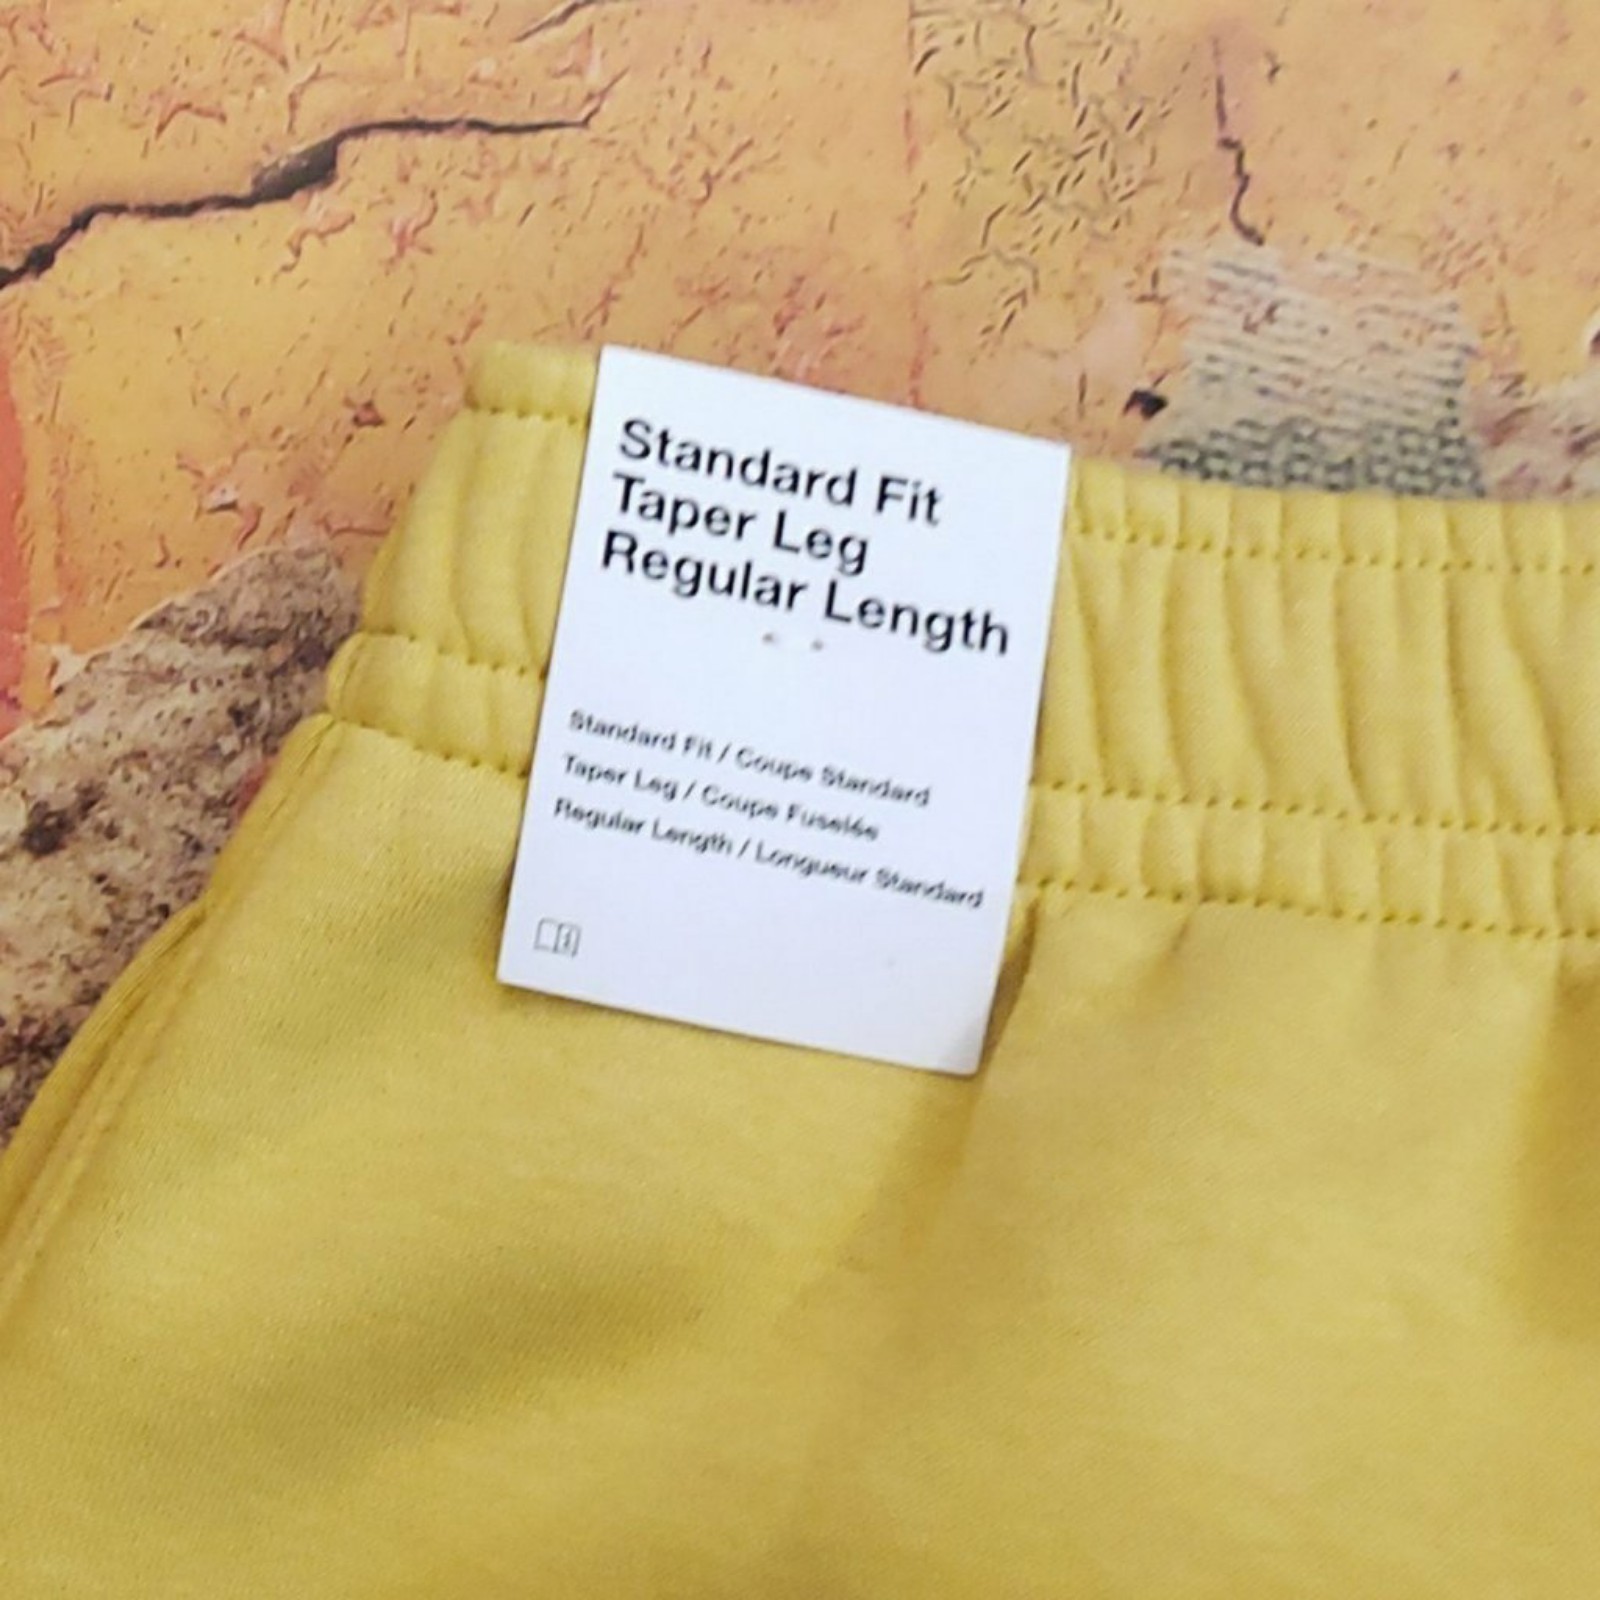 Standard Fit
Taper Leg
Regular Length
Standard Fit / Coupe Standard
Taper Leg / Coupe Fuselée
Regular Length / Longueur Standard